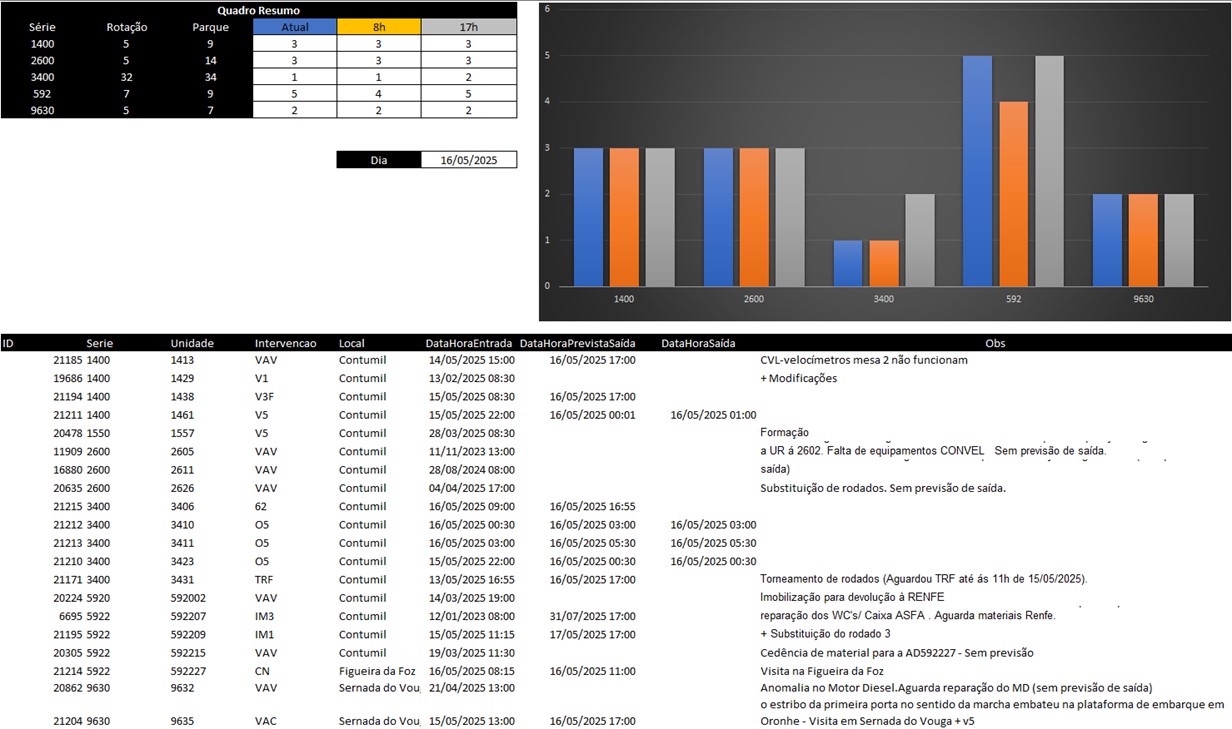 Quadro Resumo
Série Rotação Parque Atual 8h 17h
1400 5 9 3 3 3
2600 5 14 3 3 3
3400 32 34 1 1 2
592 7 9 5 4 5
9630 5 7 2 2 2
Dia 16/05/2025
6
5
4
3
2
1
0
1400 2600 3400 592 9630
ID Serie Unidade Intervencao Local DataHoraEntrada DataHoraPrevistaSaída DataHoraSaída Obs
21185 1400 1413 VAV Contumil 14/05/2025 15:00 16/05/2025 17:00 CVL-velocímetros mesa 2 não funcionam
19686 1400 1429 V1 Contumil 13/02/2025 08:30 + Modificações
21194 1400 1438 V3F Contumil 15/05/2025 08:30 16/05/2025 17:00
21211 1400 1461 V5 Contumil 15/05/2025 22:00 16/05/2025 00:01 16/05/2025 01:00
20478 1550 1557 V5 Contumil 28/03/2025 08:30 Formação
11909 2600 2605 VAV Contumil 11/11/2023 13:00 a UR á 2602. Falta de equipamentos CONVEL Sem previsão de saída.
16880 2600 2611 VAV Contumil 28/08/2024 08:00 saída)
20635 2600 2626 VAV Contumil 04/04/2025 17:00 Substituição de rodados. Sem previsão de saída.
21215 3400 3406 62 Contumil 16/05/2025 09:00 16/05/2025 16:55
21212 3400 3410 O5 Contumil 16/05/2025 00:30 16/05/2025 03:00 16/05/2025 03:00
21213 3400 3411 O5 Contumil 16/05/2025 03:00 16/05/2025 05:30 16/05/2025 05:30
21210 3400 3423 O5 Contumil 15/05/2025 22:00 16/05/2025 00:30 16/05/2025 00:30
21171 3400 3431 TRF Contumil 13/05/2025 16:55 16/05/2025 17:00 Torneamento de rodados (Aguardou TRF até ás 11h de 15/05/2025).
20224 5920 592002 VAV Contumil 14/03/2025 19:00 Imobilização para devolução á RENFE
6695 5922 592207 IM3 Contumil 12/01/2023 08:00 31/07/2025 17:00 reparação dos WC's/ Caixa ASFA . Aguarda materiais Renfe.
21195 5922 592209 IM1 Contumil 15/05/2025 11:15 17/05/2025 17:00 + Substituição do rodado 3
20305 5922 592215 VAV Contumil 19/03/2025 11:30 Cedência de material para a AD592227 - Sem previsão
21214 5922 592227 CN Figueira da Foz 16/05/2025 08:15 16/05/2025 11:00 Visita na Figueira da Foz
20862 9630 9632 VAV Sernada do Voug 21/04/2025 13:00 Anomalia no Motor Diesel.Aguarda reparação do MD (sem previsão de saída)
o estribo da primeira porta no sentido da marcha embateu na plataforma de embarque em
21204 9630 9635 VAC Sernada do Voug 15/05/2025 13:00 16/05/2025 17:00 Oronhe - Visita em Sernada do Vouga + v5